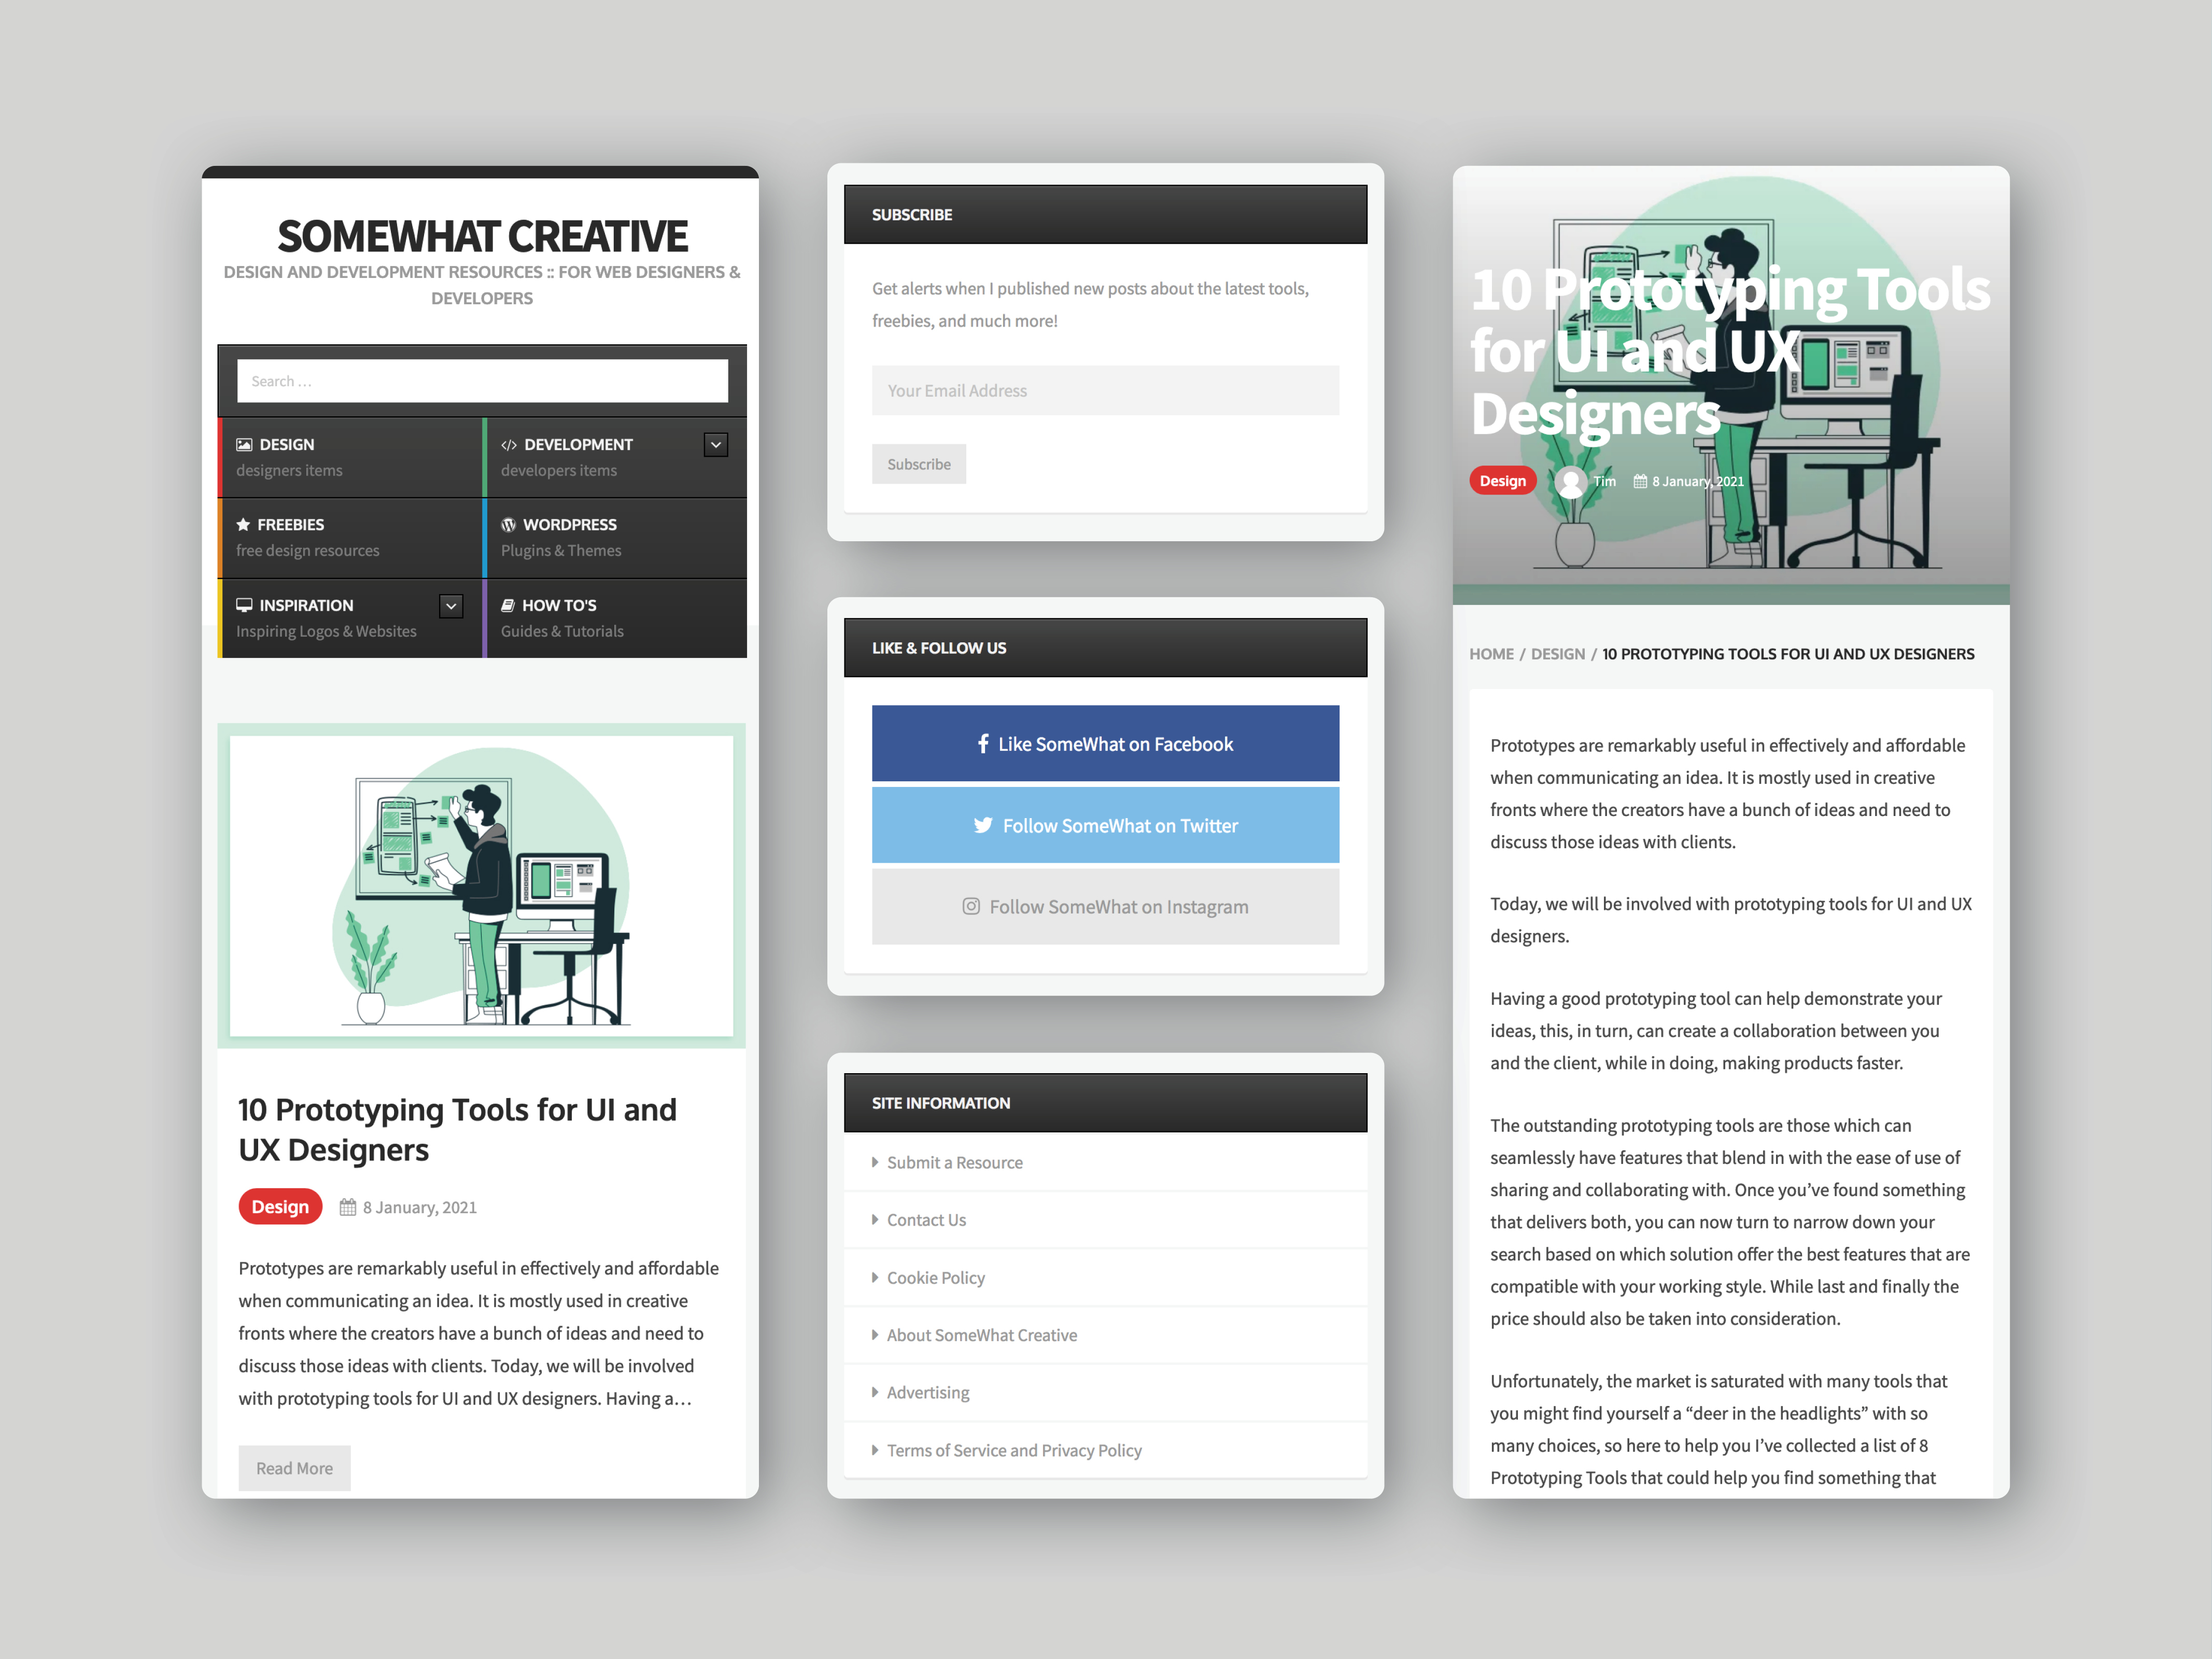 SOMEWHAT CREATIVE
DESIGN AND DEVELOPMENT RESOURCES :: FOR WEB DESIGNERS &
DEVELOPERS
Search ...
DESIGN
designers items
DEVELOPMENT
developers items
FREEBIES
free design resources
WORDPRESS
Plugins & Themes
INSPIRATION
Inspiring Logos & Websites
HOW TO'S
Guides & Tutorials
10 Prototyping Tools for UI and
UX Designers
Design
8 January, 2021
Prototypes are remarkably useful in effectively and affordable
when communicating an idea. It is mostly used in creative
fronts where the creators have a bunch of ideas and need to
discuss those ideas with clients. Today, we will be involved
with prototyping tools for UI and UX designers. Having a...
Read More
SUBSCRIBE
Get alerts when I published new posts about the latest tools,
freebies, and much more!
Your Email Address
Subscribe
LIKE & FOLLOW US
Like SomeWhat on Facebook
Follow SomeWhat on Twitter
Follow SomeWhat on Instagram
SITE INFORMATION
Submit a Resource
Contact Us
Cookie Policy
About SomeWhat Creative
Advertising
Terms of Service and Privacy Policy
10 Prototyping Tools
for UI and UX
Designers
Design Tim 8 January, 2021
HOME / DESIGN / 10 PROTOTYPING TOOLS FOR UI AND UX DESIGNERS
Prototypes are remarkably useful in effectively and affordable
when communicating an idea. It is mostly used in creative
fronts where the creators have a bunch of ideas and need to
discuss those ideas with clients.
Today, we will be involved with prototyping tools for UI and UX
designers.
Having a good prototyping tool can help demonstrate your
ideas, this, in turn, can create a collaboration between you
and the client, while in doing, making products faster.
The outstanding prototyping tools are those which can
seamlessly have features that blend in with the ease of use of
sharing and collaborating with. Once you’ve found something
that delivers both, you can now turn to narrow down your
search based on which solution offer the best features that are
compatible with your working style. While last and finally the
price should also be taken into consideration.
Unfortunately, the market is saturated with many tools that
you might find yourself a “deer in the headlights” with so
many choices, so here to help you I’ve collected a list of 8
Prototyping Tools that could help you find something that